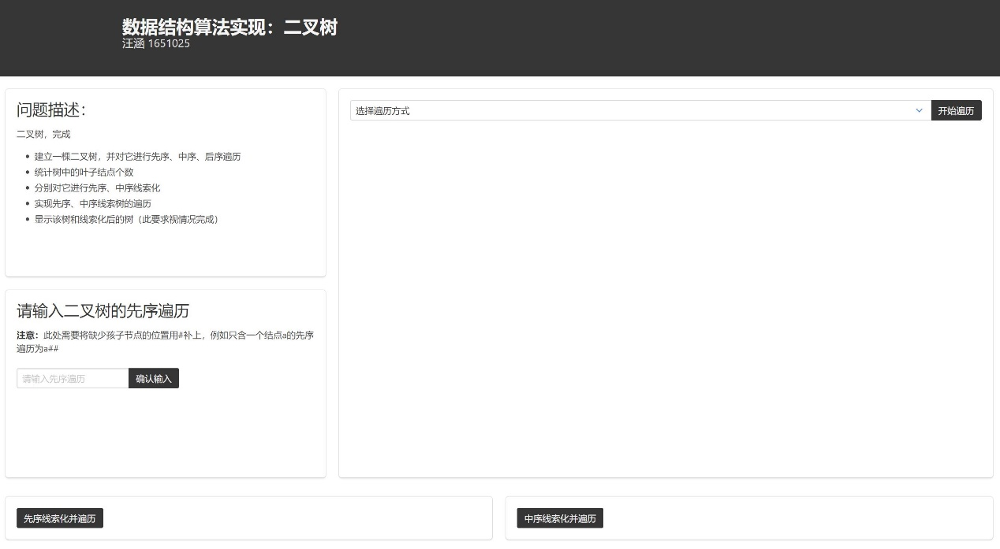 数据结构算法实现：二叉树
汪涵 1651025
问题描述：
二叉树，完成
建立一棵二叉树，并对它进行先序、中序、后序遍历
统计树中的叶子结点个数
分别对它进行先序、中序线索化
实现先序、中序线索树的遍历
显示该树和线索化后的树（此要求视情况完成）
请输入二叉树的先序遍历
注意：此处需要将缺少孩子节点的位置用#补上，例如只含一个结点a的先序
遍历为a##
请输入先序遍历 确认输入
选择遍历方式 开始遍历
先序线索化并遍历
中序线索化并遍历